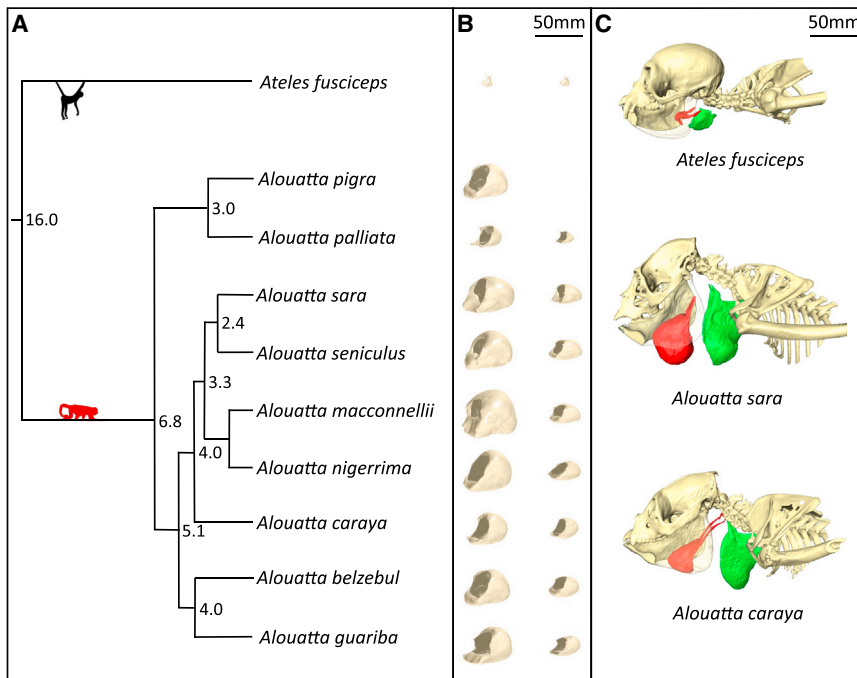 A
B
50mm
C
50mm
Ateles fusciceps
Alouatta pigra
3.0
Alouatta palliata
16.0
Alouatta sara
2.4
Alouatta seniculus
3.3
Alouatta macconnellii
6.8
4.0
Alouatta nigerrima
Alouatta caraya
5.1
Alouatta belzebul
4.0
Alouatta guariba
Ateles fusciceps
Alouatta sara
Alouatta caraya